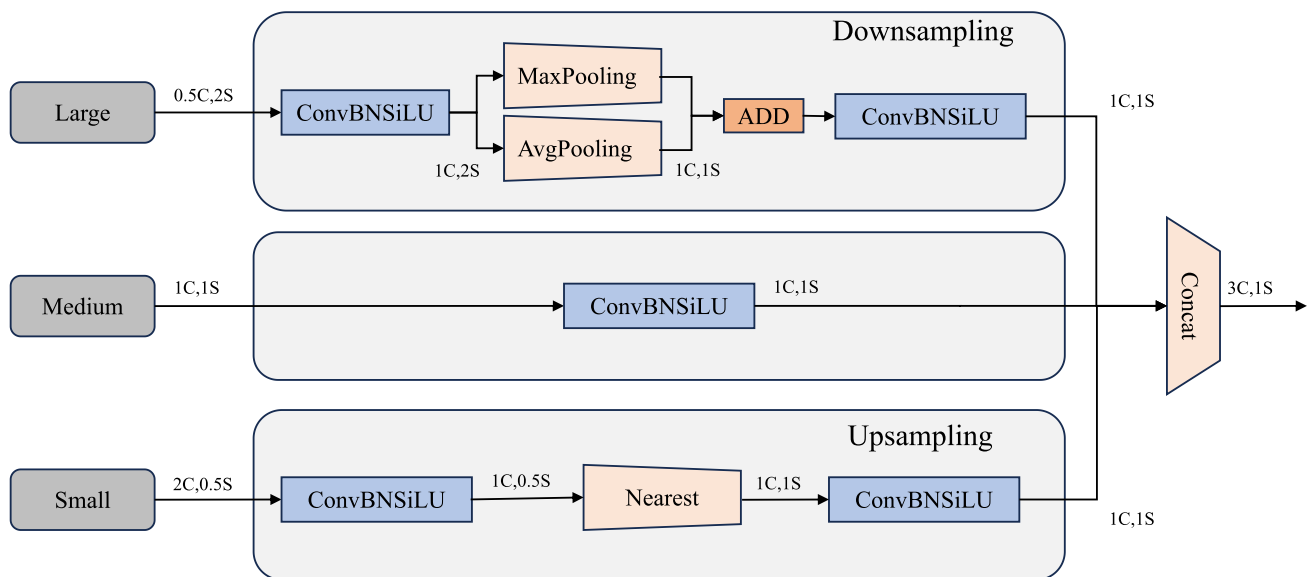 Downsampling
Large
0.5C,2S
ConvBNSiLU
MaxPooling
AvgPooling
1C,2S
1C,1S
ADD
ConvBNSiLU
1C,1S
Medium
1C,1S
ConvBNSiLU
1C,1S
Concat
3C,1S
Upsampling
Small
2C,0.5S
ConvBNSiLU
1C,0.5S
Nearest
1C,1S
ConvBNSiLU
1C,1S